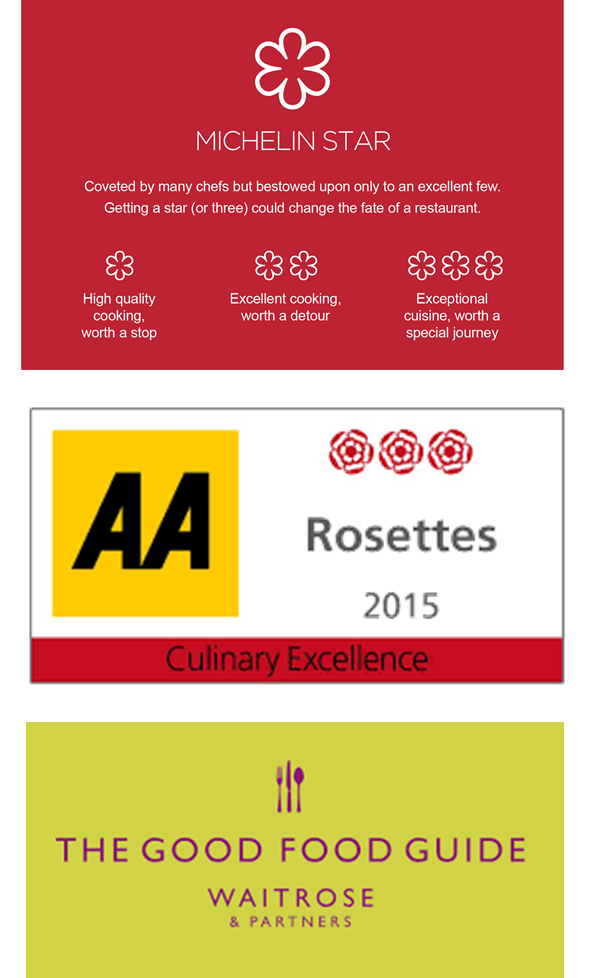 MICHELIN STAR
Coveted by many chefs but bestowed upon only to an excellent few.
Getting a star (or three) could change the fate of a restaurant.
High quality
cooking,
worth a stop
Excellent cooking,
worth a detour
Exceptional
cuisine, worth a
special journey
AA
Rosettes
2015
Culinary Excellence
THE GOOD FOOD GUIDE
WAITROSE
& PARTNERS